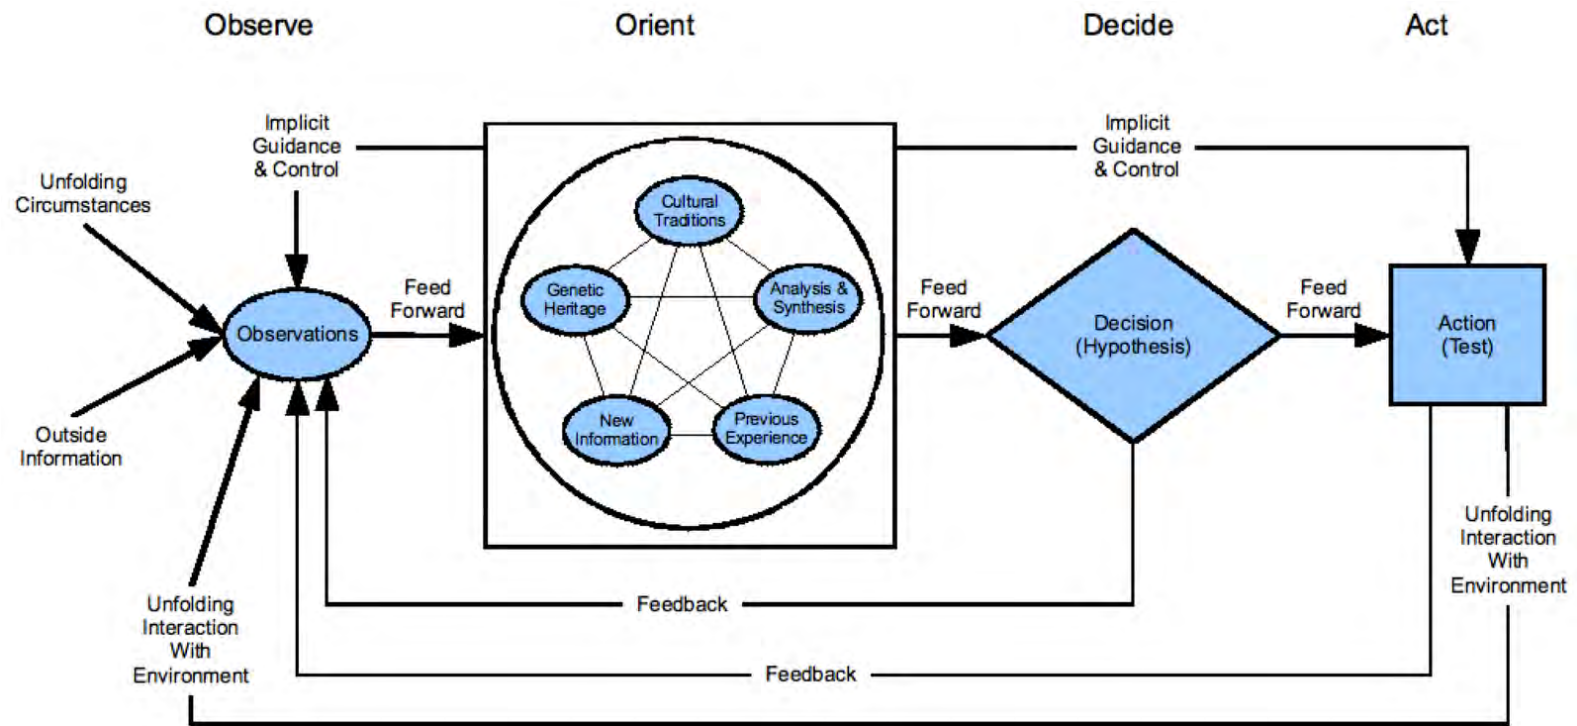 Observe
Orient
Decide
Act
Implicit
Guidance
& Control
Implicit
Guidance
& Control
Unfolding
Circumstances
Cultural
Traditions
Genetic
Heritage
Analysis &
Synthesis
Feed
Forward
Feed
Forward
Feed
Forward
Observations
Decision
(Hypothesis)
Action
(Test)
New
Information
Previous
Experience
Outside
Information
Unfolding
Interaction
With
Environment
Unfolding
Interaction
With
Environment
Feedback
Feedback